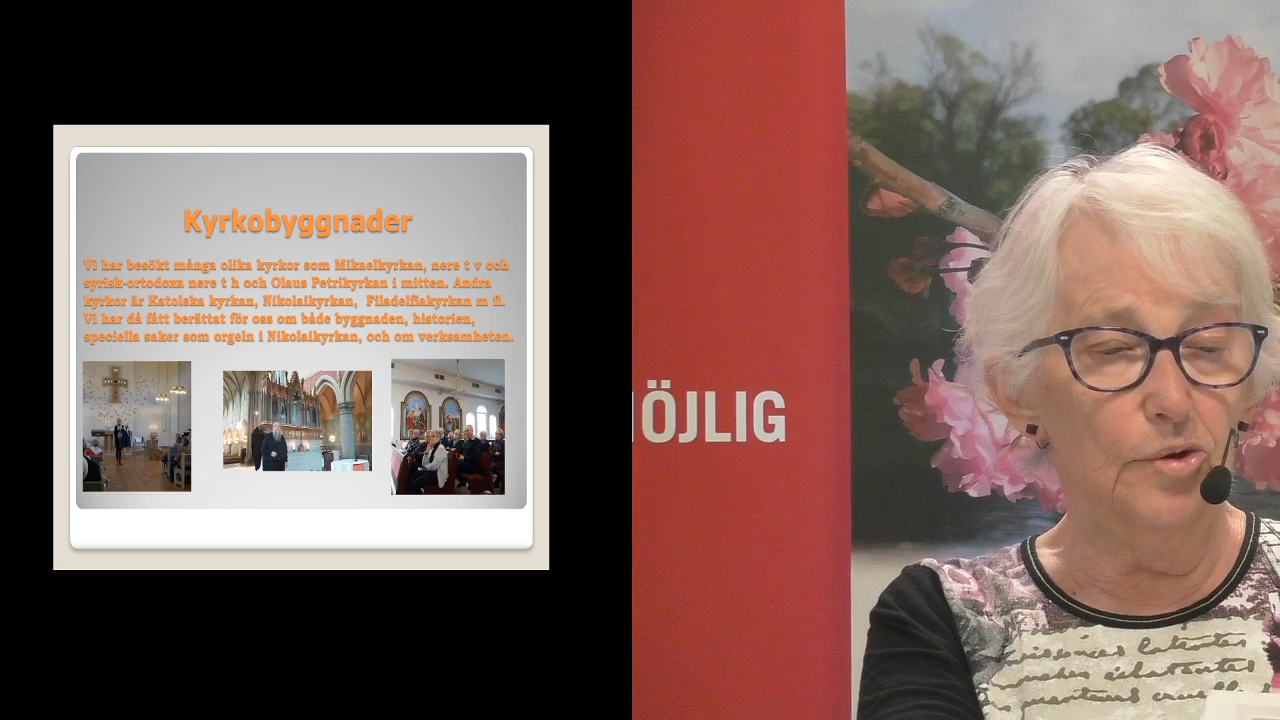 Kyrkobyggnader
Vi har besökt många olika kyrkor som Mikaelkyrkan, nere t v och
syrisk-ortodoxa nere t h och Olaus Petrikyrkan i mitten. Andra
kyrkor är Katolska kyrkan, Nikolaikyrkan, Filadelfiakyrkan m fl.
Vi har då fått berättat för oss om både byggnaden, historien,
speciella saker som orgeln i Nikolaikyrkan, och om verksamheten.
ÖJLIG